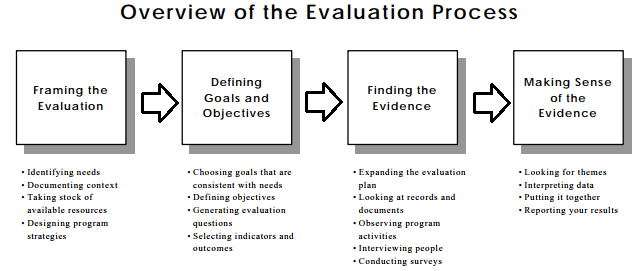 Overview of the Evaluation Process
Framing the
Evaluation
Defining
Goals and
Objectives
Finding the
Evidence
Making Sense
of the
Evidence
• Identifying needs
• Documenting context
• Taking stock of
available resources
• Designing program
strategies
• Choosing goals that are
consistent with needs
• Defining objectives
• Generating evaluation
questions
• Selecting indicators and
outcomes
• Expanding the evaluation
plan
• Looking at records and
documents
• Observing program
activities
• Interviewing people
• Conducting surveys
• Looking for themes
• Interpreting data
• Putting it together
• Reporting your results